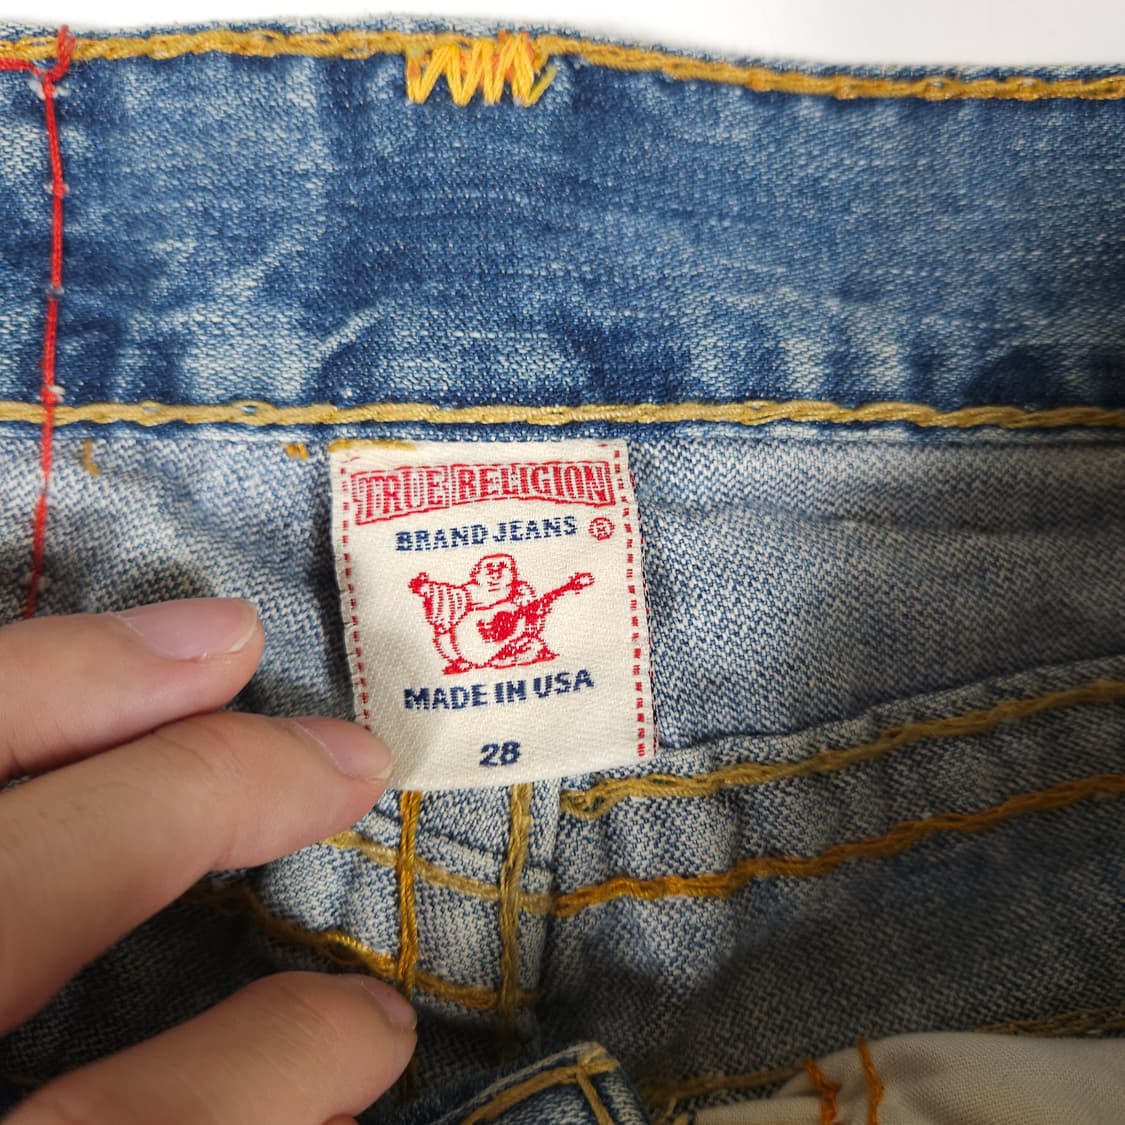 TRUE RELIGION
BRAND JEANS ®
MADE IN USA
28